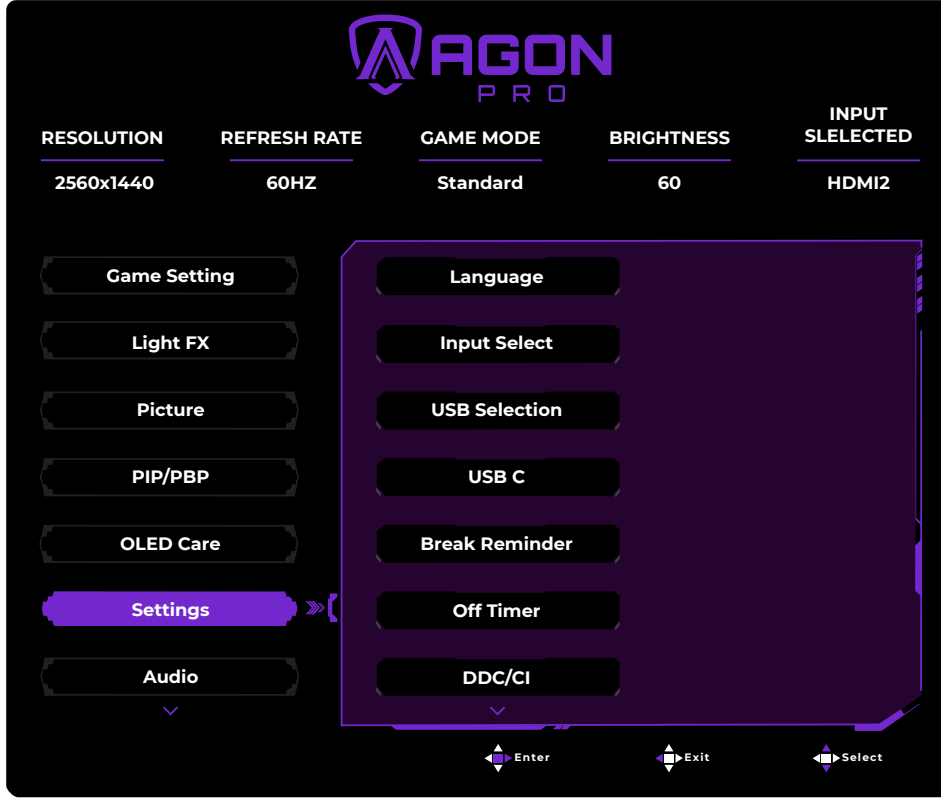 AGON
PRO
RESOLUTION
REFRESH RATE
GAME MODE
BRIGHTNESS
INPUT
SLELECTED
2560x1440
60HZ
Standard
60
HDMI2
Game Setting
Light FX
Picture
PIP/PBP
OLED Care
Settings
Audio
Language
Input Select
USB Selection
USB C
Break Reminder
Off Timer
DDC/CI
Enter
Exit
Select